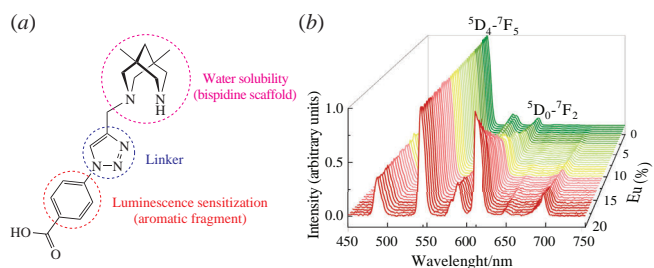 (a)
N
N
H
Water solubility
(bispidine scaffold)
N
N
N
Linker
Luminescence sensitization
(aromatic fragment)
HO
O
(b)
⁵D₄-⁷F₅
⁵D₀-⁷F₂
Intensity (arbitrary units)
1.0
0.5
0.0
450
500
550
600
650
700
750
Wavelenght/nm
0
5
10
15
20
Eu (%)